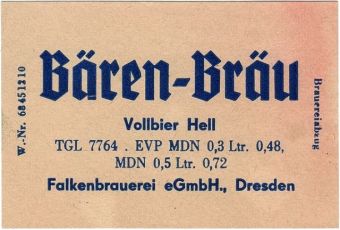 W.-Nr. 68451210
Bären-Bräu
Vollbier Hell
TGL 7764 . EVP MDN 0,3 Ltr. 0,48,
MDN 0,5 Ltr. 0,72
Falkenbrauerei eGmbH., Dresden
Brauereiabzug